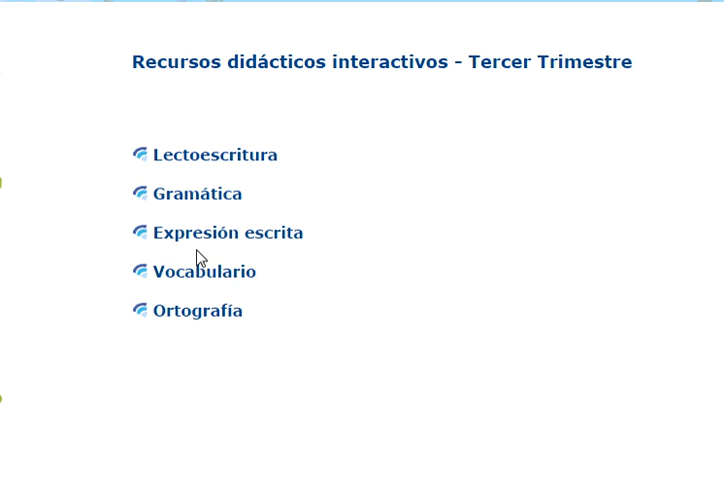 Recursos didácticos interactivos - Tercer Trimestre
Lectoescritura
Gramática
Expresión escrita
Vocabulario
Ortografía